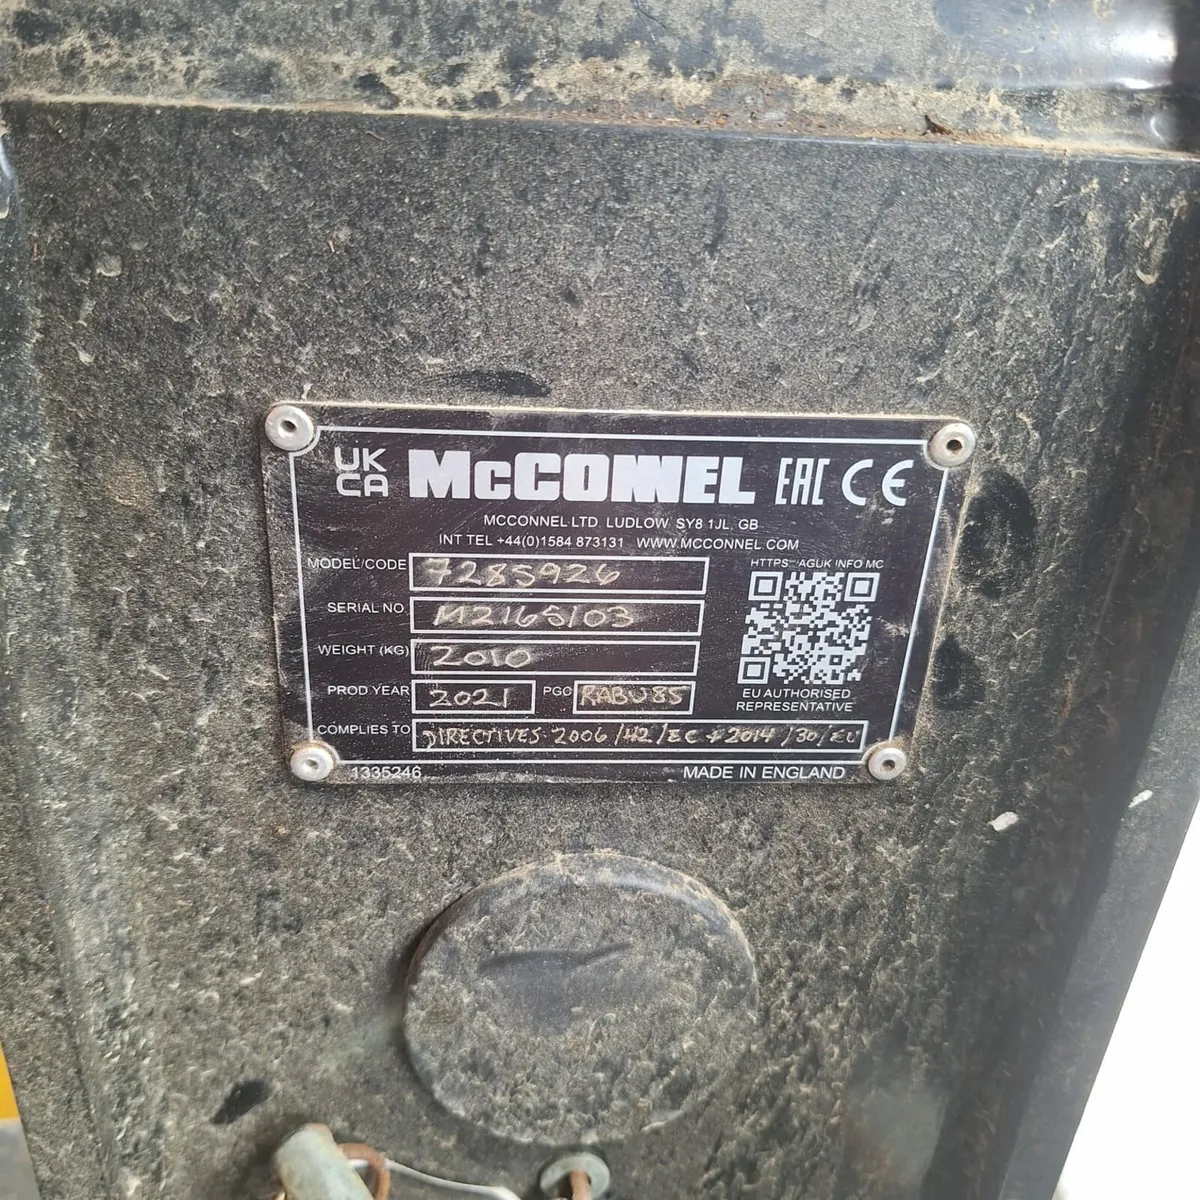 UK
CA
McCONNEL EAC CE
MCCONNEL LTD. LUDLOW SY8 1JL. GB
INT TEL +44(0)1584 873131 WWW.MCCONNEL.COM
MODEL/CODE 7285926
HTTPS AGUK INFO MC
SERIAL NO M2165103
WEIGHT (KG) 2010
PROD YEAR 2021 PGC RABU85
EU AUTHORISED
REPRESENTATIVE
COMPLIES TO DIRECTIVES 2006/42/EC + 2014/30/EU
1335246 MADE IN ENGLAND